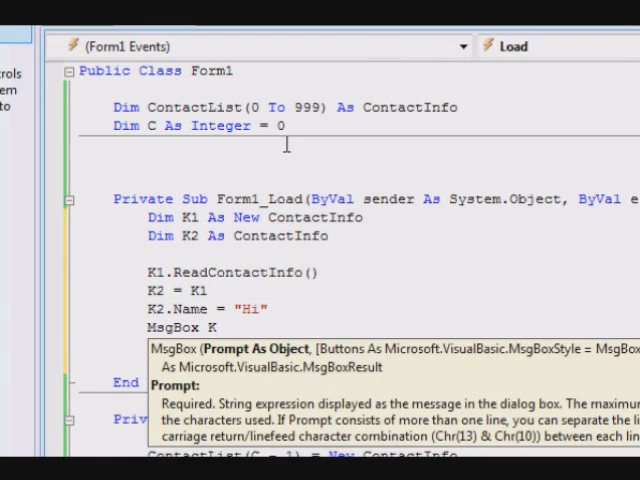 (Form1 Events)
Load
Public Class Form1
Dim ContactList(0 To 999) As ContactInfo
Dim C As Integer = 0
Private Sub Form1_Load(ByVal sender As System.Object, ByVal e
Dim K1 As New ContactInfo
Dim K2 As ContactInfo
K1.ReadContactInfo()
K2 = K1
K2.Name = "Hi"
MsgBox K
MsgBox (Prompt As Object, [Buttons As Microsoft.VisualBasic.MsgBoxStyle = MsgBo
As Microsoft.VisualBasic.MsgBoxResult
End
Prompt:
Required. String expression displayed as the message in the dialog box. The maximu
Priv
the characters used. If Prompt consists of more than one line, you can separate the li
carriage return/linefeed character combination (Chr(13) & Chr(10)) between each lin
ContactList(C - 1) = New ContactInfo
trols
em
to